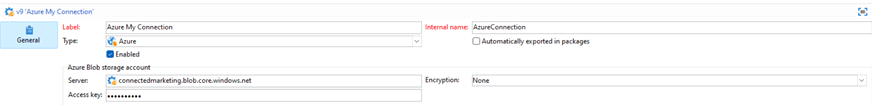 v9 'Azure My Connection'
General
Label: Azure My Connection Internal name: AzureConnection
Type: Azure Automatically exported in packages
Enabled
Azure Blob storage account
Server: connectedmarketing.blob.core.windows.net Encryption: None
Access key: ••••••••••